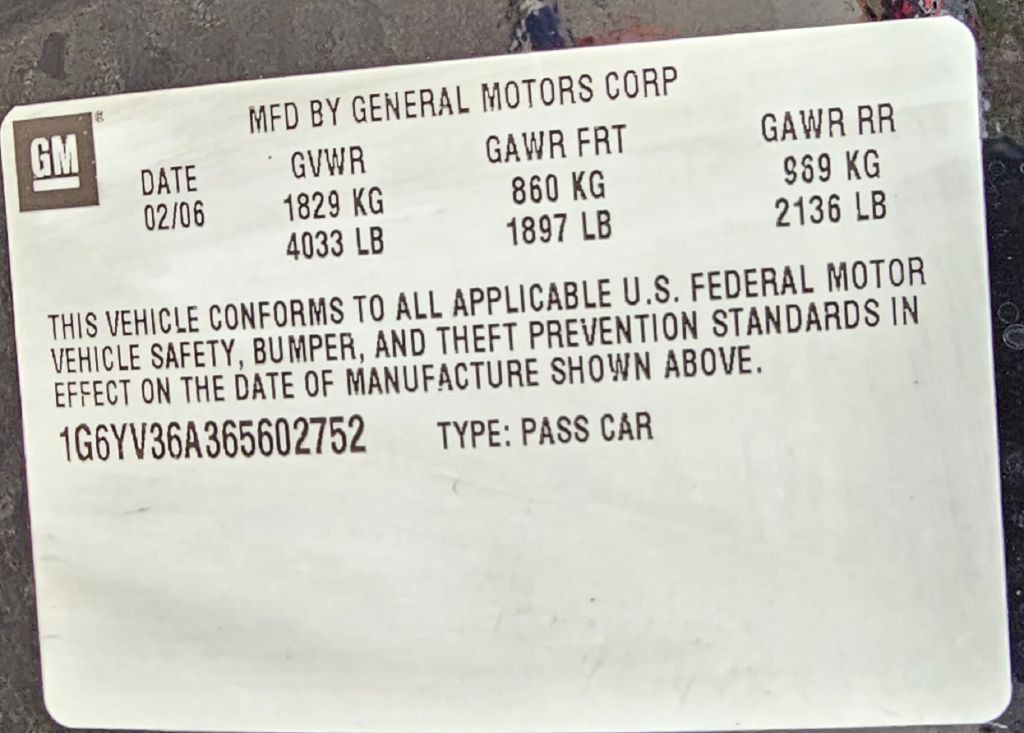 GM®
MFD BY GENERAL MOTORS CORP
DATE GVWR GAWR FRT GAWR RR
02/06 1829 KG 860 KG 969 KG
4033 LB 1897 LB 2136 LB
THIS VEHICLE CONFORMS TO ALL APPLICABLE U.S. FEDERAL MOTOR
VEHICLE SAFETY, BUMPER, AND THEFT PREVENTION STANDARDS IN
EFFECT ON THE DATE OF MANUFACTURE SHOWN ABOVE.
1G6YV36A365602752 TYPE: PASS CAR